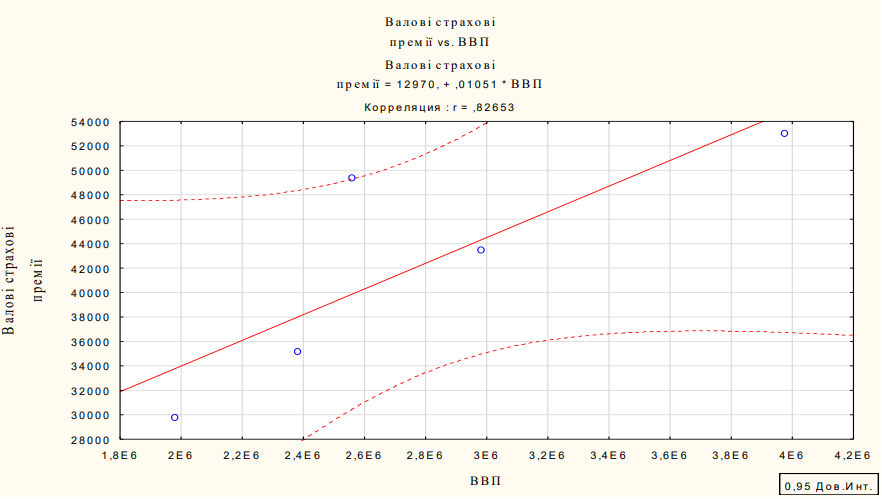 Валові страхові
премії vs. ВВП
Валові страхові
премії = 12970, + ,01051 * ВВП
Корреляция : r = ,82653
54000
52000
50000
48000
46000
44000
42000
40000
38000
36000
34000
32000
30000
28000
Валові страхові
премії
1,8E6 2E6 2,2E6 2,4E6 2,6E6 2,8E6 3E6 3,2E6 3,4E6 3,6E6 3,8E6 4E6 4,2E6
ВВП
0,95 Дов.Инт.